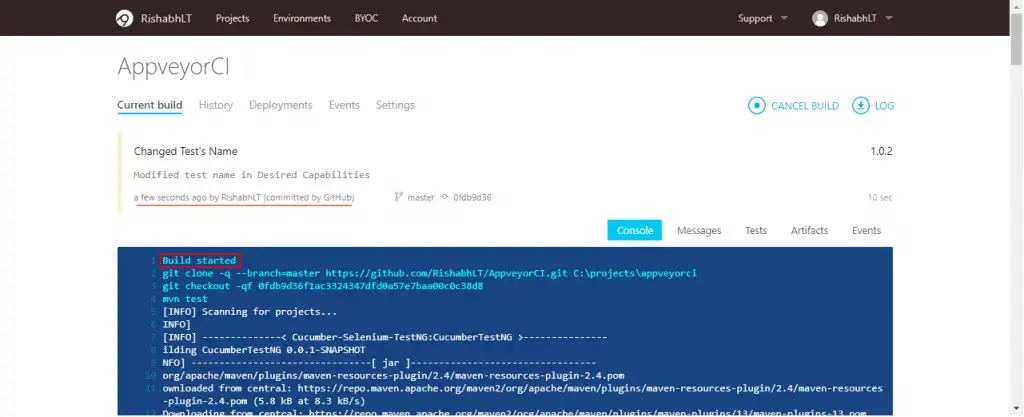 RishabhLT Projects Environments BYOC Account Support RishabhLT
AppveyorCI
Current build History Deployments Events Settings CANCEL BUILD LOG
Changed Test's Name 1.0.2
Modified test name in Desired Capabilities
a few seconds ago by RishabhLT (committed by GitHub) master 0fdb9d36 10 sec
Console Messages Tests Artifacts Events
1 Build started
2 git clone -q --branch=master https://github.com/RishabhLT/AppveyorCI.git C:\projects\appveyorci
3 git checkout -qf 0fdb9d36f1ac3324347dfd0a57e7baa00c0c38d8
4 mvn test
5 [INFO] Scanning for projects...
6 INFO]
7 [INFO] --------------< Cucumber-Selenium-TestNG:CucumberTestNG >---------------
8 ilding CucumberTestNG 0.0.1-SNAPSHOT
9 NFO] --------------------------------[ jar ]---------------------------------
10 org/apache/maven/plugins/maven-resources-plugin/2.4/maven-resources-plugin-2.4.pom
11 ownloaded from central: https://repo.maven.apache.org/maven2/org/apache/maven/plugins/maven-resources-plugin/2.4/maven-resources
-plugin-2.4.pom (5.8 kB at 8.3 kB/s)
12 Downloading from central: https://repo.maven.apache.org/maven2/org/apache/maven/plugins/maven-plugins/13/maven-plugins-13.pom